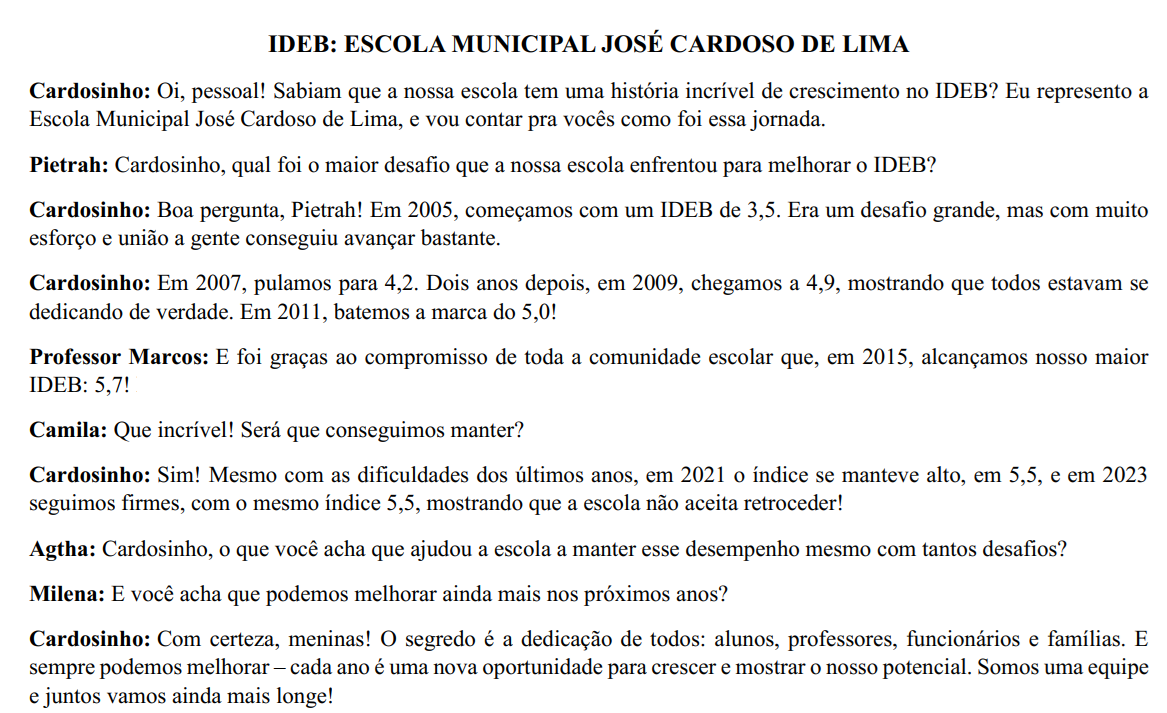 IDEB: ESCOLA MUNICIPAL JOSÉ CARDOSO DE LIMA
Cardosinho: Oi, pessoal! Sabiam que a nossa escola tem uma história incrível de crescimento no IDEB? Eu represento a
Escola Municipal José Cardoso de Lima, e vou contar pra vocês como foi essa jornada.
Pietrah: Cardosinho, qual foi o maior desafio que a nossa escola enfrentou para melhorar o IDEB?
Cardosinho: Boa pergunta, Pietrah! Em 2005, começamos com um IDEB de 3,5. Era um desafio grande, mas com muito
esforço e união a gente conseguiu avançar bastante.
Cardosinho: Em 2007, pulamos para 4,2. Dois anos depois, em 2009, chegamos a 4,9, mostrando que todos estavam se
dedicando de verdade. Em 2011, batemos a marca do 5,0!
Professor Marcos: E foi graças ao compromisso de toda a comunidade escolar que, em 2015, alcançamos nosso maior
IDEB: 5,7!
Camila: Que incrível! Será que conseguimos manter?
Cardosinho: Sim! Mesmo com as dificuldades dos últimos anos, em 2021 o índice se manteve alto, em 5,5, e em 2023
seguimos firmes, com o mesmo índice 5,5, mostrando que a escola não aceita retroceder!
Agtha: Cardosinho, o que você acha que ajudou a escola a manter esse desempenho mesmo com tantos desafios?
Milena: E você acha que podemos melhorar ainda mais nos próximos anos?
Cardosinho: Com certeza, meninas! O segredo é a dedicação de todos: alunos, professores, funcionários e famílias. E
sempre podemos melhorar – cada ano é uma nova oportunidade para crescer e mostrar o nosso potencial. Somos uma equipe
e juntos vamos ainda mais longe!